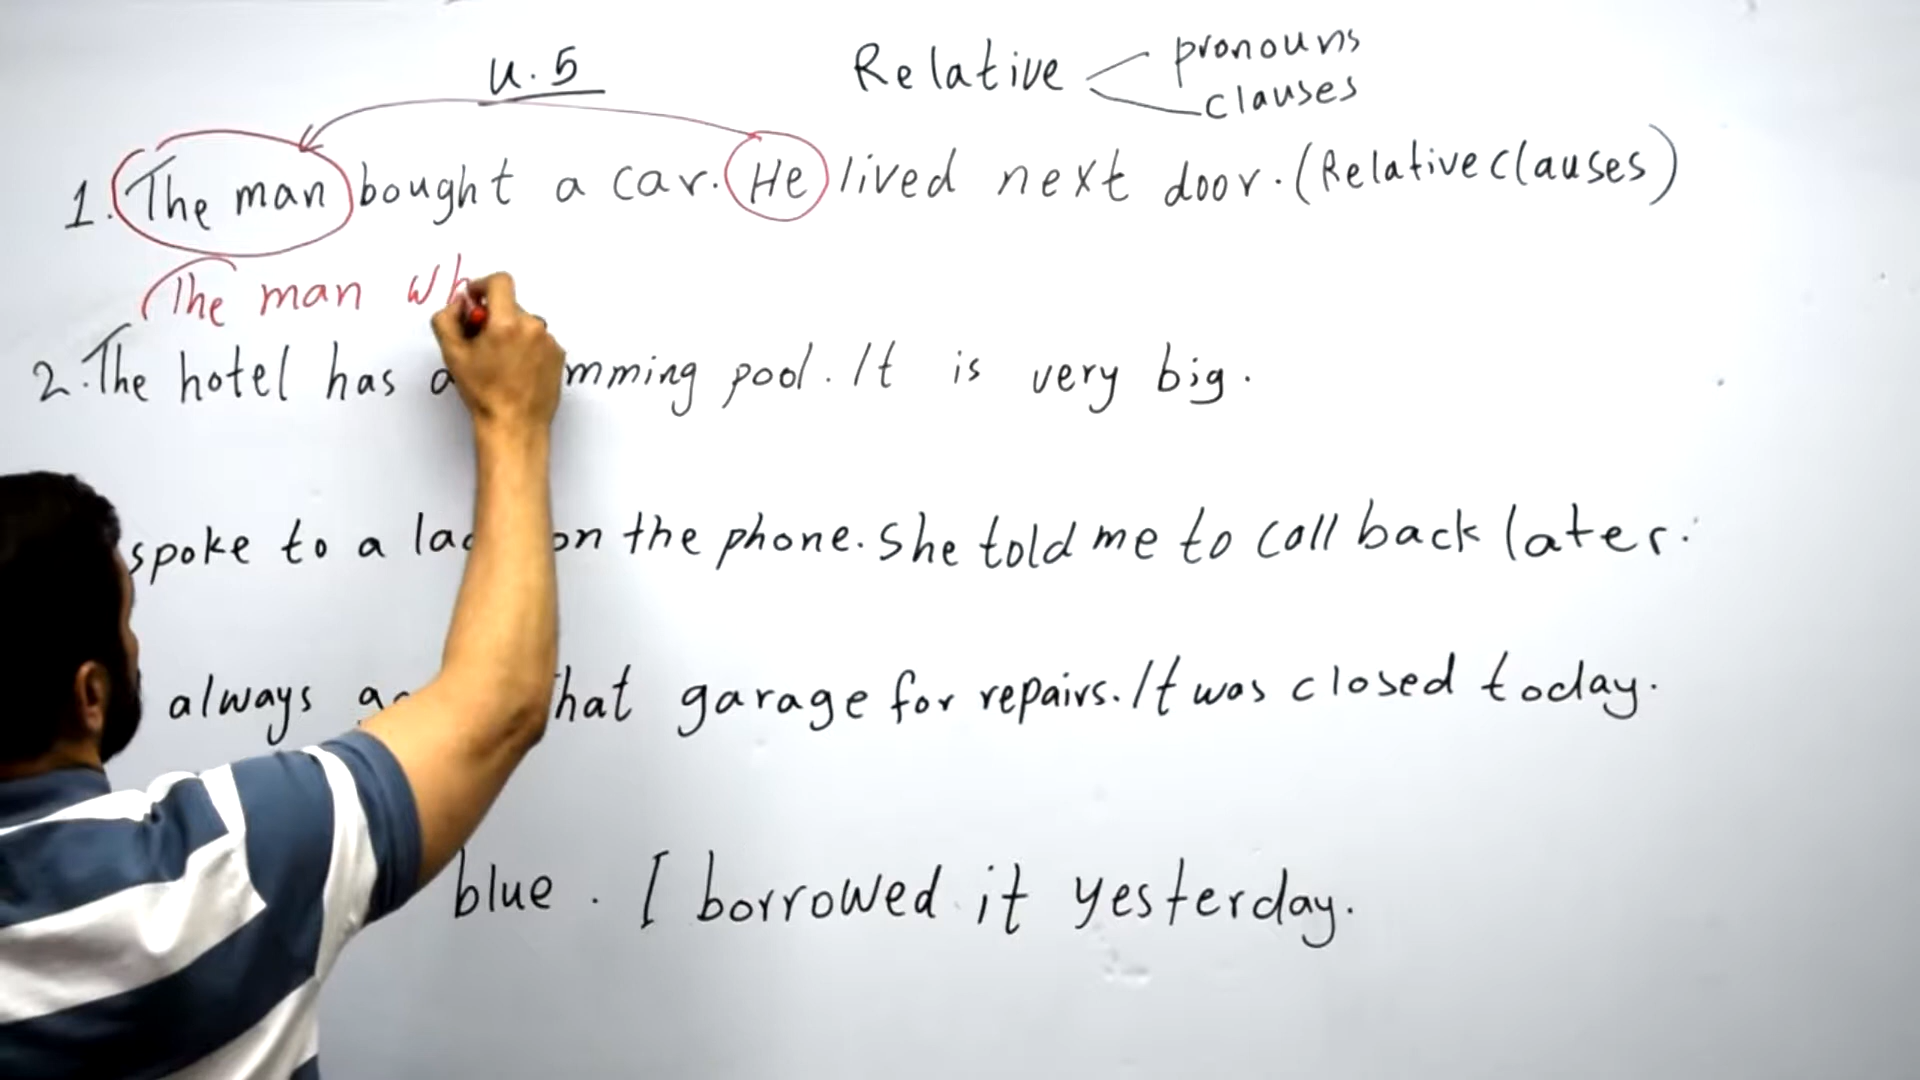 U.5
Relative pronouns
clauses
1. The man bought a car. He lived next door. (Relative clauses)
The man wh
2. The hotel has a mming pool. It is very big.
spoke to a la on the phone. She told me to call back later.
always hat garage for repairs. It was closed today.
blue. I borrowed it yesterday.